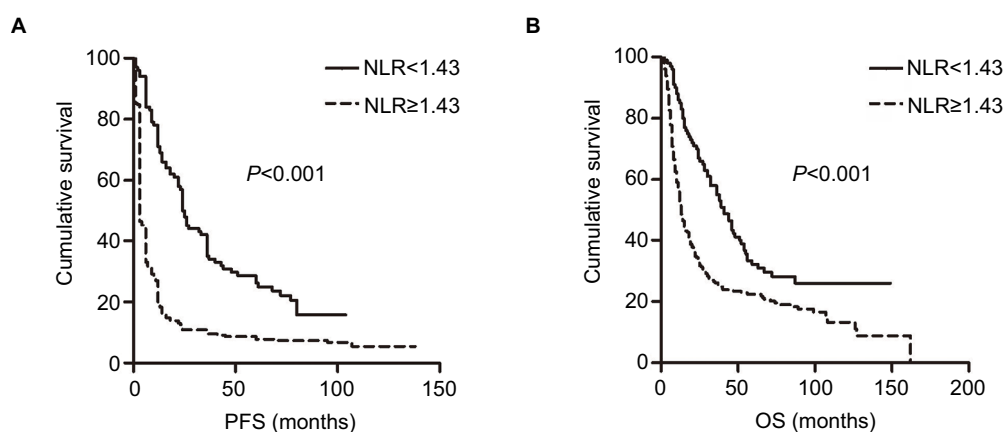 A
100
80
60
40
20
0
Cumulative survival
NLR<1.43
NLR≥1.43
P<0.001
0 50 100 150
PFS (months)
B
100
80
60
40
20
0
Cumulative survival
NLR<1.43
NLR≥1.43
P<0.001
0 50 100 150 200
OS (months)